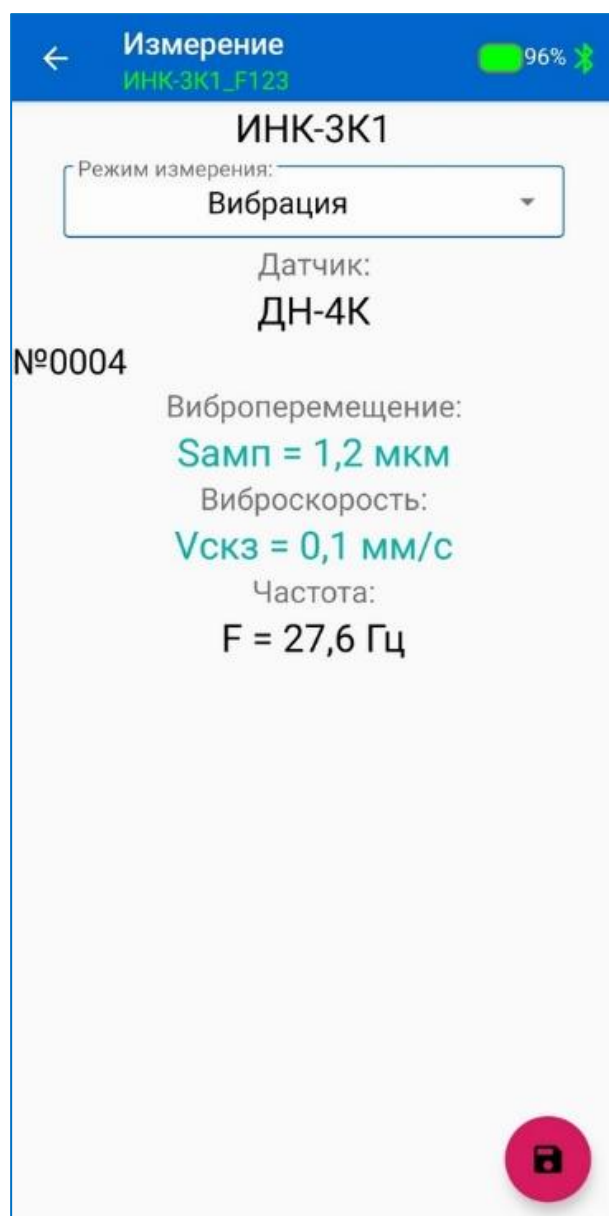 Измерение
ИНК-3К1_F123
96%
ИНК-3К1
Режим измерения:
Вибрация
Датчик:
ДН-4К
№0004
Виброперемещение:
Sамп = 1,2 мкм
Виброскорость:
Vскз = 0,1 мм/с
Частота:
F = 27,6 Гц